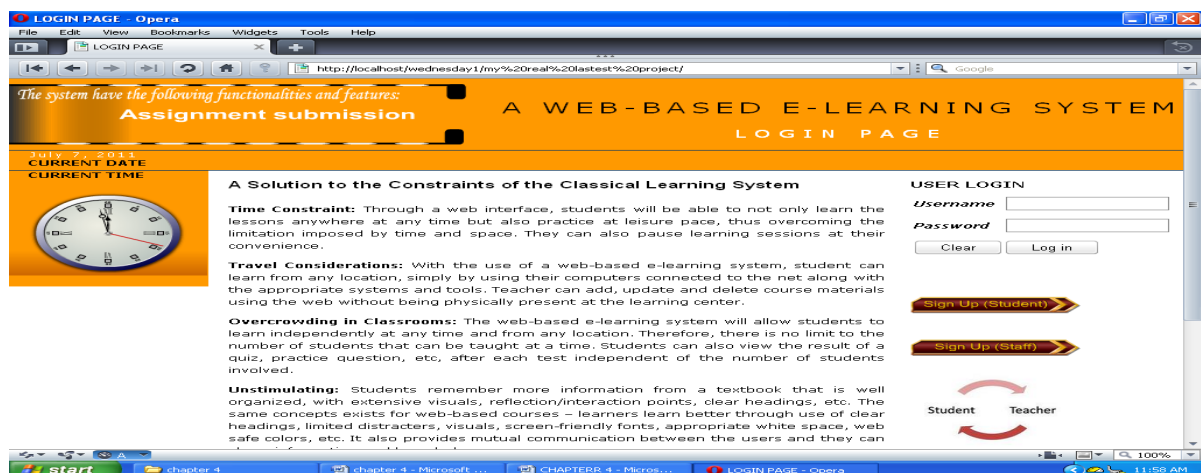 LOGIN PAGE - Opera
File Edit View Bookmarks Widgets Tools Help
LOGIN PAGE
http://localhost/wednesday1/my%20real%20lastest%20project/
Google
The system have the following functionalities and features:
Assignment submission
A WEB-BASED E-LEARNING SYSTEM
LOGIN PAGE
July 7, 2011
CURRENT DATE
CURRENT TIME
A Solution to the Constraints of the Classical Learning System
Time Constraint: Through a web interface, students will be able to not only learn the
lesson anywhere at any time but also practice at leisure pace, thus overcoming the
limitation imposed by time and space. They can also pause learning sessions at their
convenience.
Travel Considerations: With the use of a web-based e-learning system, student can
learn from any location, simply by using their computers connected to the net along with
the appropriate systems and tools. Teacher can add, update and delete course materials
using the web without being physically present at the learning center.
Overcrowding in Classrooms: The web-based e-learning system will allow students to
learn independently at any time and from any location. Therefore, there is no limit to the
number of students that can be taught at a time. Students can also view the result of a
quiz, practice question, etc, after each test independent of the number of students
involved.
Unstimulating: Students remember more information from a textbook that is well
organized, with extensive visuals, reflection/interaction points, clear headings, etc. The
same concepts exists for web-based courses – learners learn better through use of clear
headings, limited distracters, visuals, screen-friendly fonts, appropriate white space, web
safe colors, etc. It also provides mutual communication between the users and they can
USER LOGIN
Username
Password
Clear Log in
Sign Up (Student)
Sign Up (Staff)
Student Teacher
100%
start
chapter 4
chapter 4 - Microsoft ...
CHAPTERR 4 - Micros...
LOGIN PAGE - Opera
11:58 AM